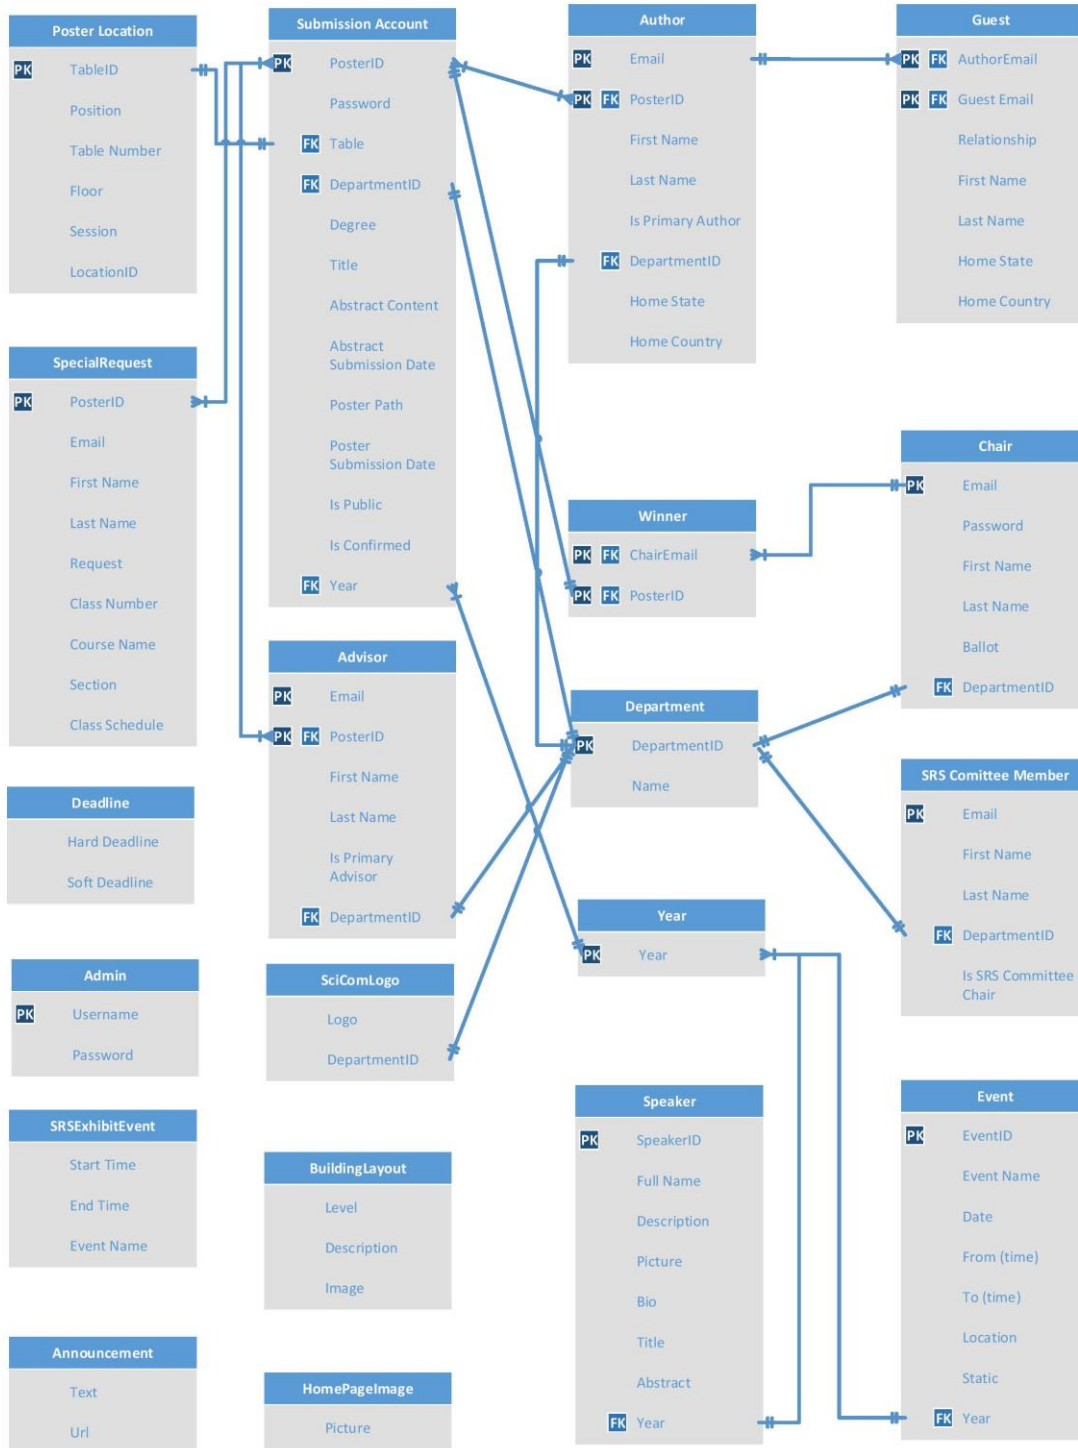 Poster Location
PK TableID
Position
Table Number
Floor
Session
LocationID
SpecialRequest
PK PosterID
Email
First Name
Last Name
Request
Class Number
Course Name
Section
Class Schedule
Deadline
Hard Deadline
Soft Deadline
Admin
PK Username
Password
SRSExhibitEvent
Start Time
End Time
Event Name
Announcement
Text
Url
Submission Account
PK PosterID
Password
FK Table
FK DepartmentID
Degree
Title
Abstract Content
Abstract
Submission Date
Poster Path
Poster
Submission Date
Is Public
Is Confirmed
FK Year
Advisor
PK Email
PK FK PosterID
First Name
Last Name
Is Primary
Advisor
FK DepartmentID
SciComLogo
Logo
DepartmentID
BuildingLayout
Level
Description
Image
HomePageImage
Picture
Author
PK Email
PK FK PosterID
First Name
Last Name
Is Primary Author
FK DepartmentID
Home State
Home Country
Winner
PK FK ChairEmail
PK FK PosterID
Department
PK DepartmentID
Name
Year
PK Year
Speaker
PK SpeakerID
Full Name
Description
Picture
Bio
Title
Abstract
FK Year
Guest
PK FK AuthorEmail
PK FK Guest Email
Relationship
First Name
Last Name
Home State
Home Country
Chair
PK Email
Password
First Name
Last Name
Ballot
FK DepartmentID
SRS Comittee Member
PK Email
First Name
Last Name
FK DepartmentID
Is SRS Committee
Chair
Event
PK EventID
Event Name
Date
From (time)
To (time)
Location
Static
FK Year